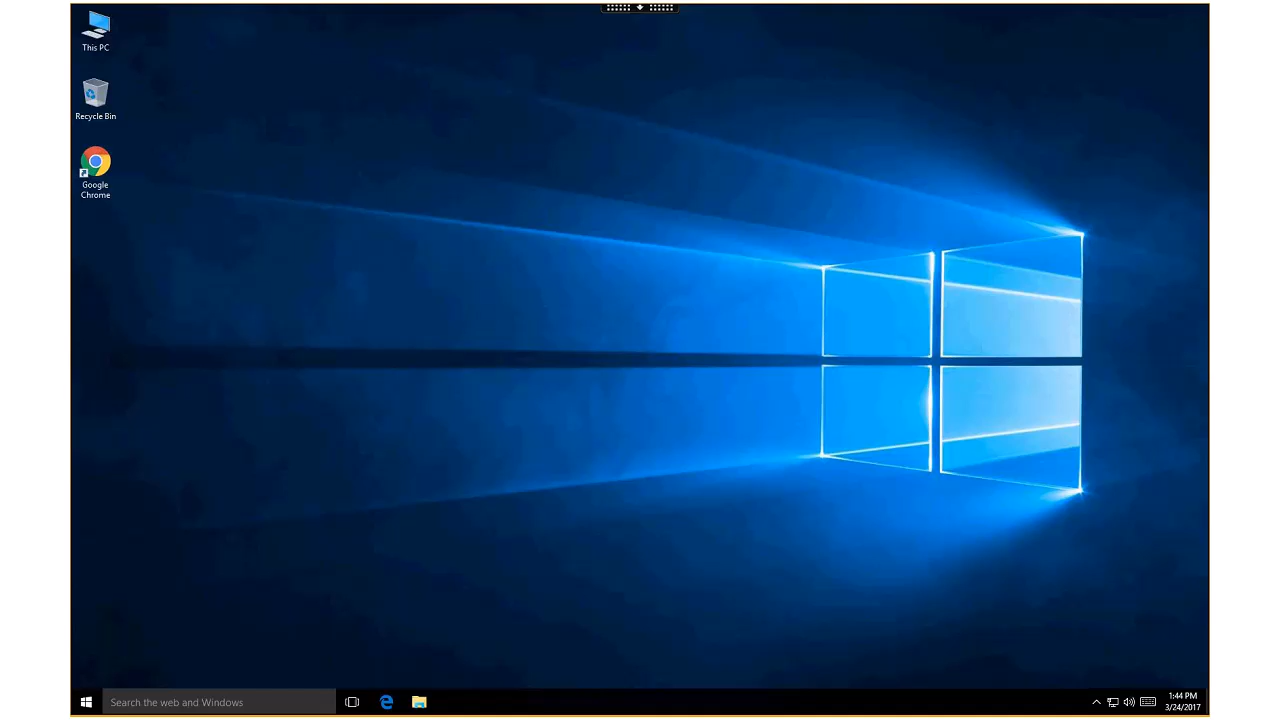 This PC
Recycle Bin
Google
Chrome
Search the web and Windows
1:44 PM
3/24/2017